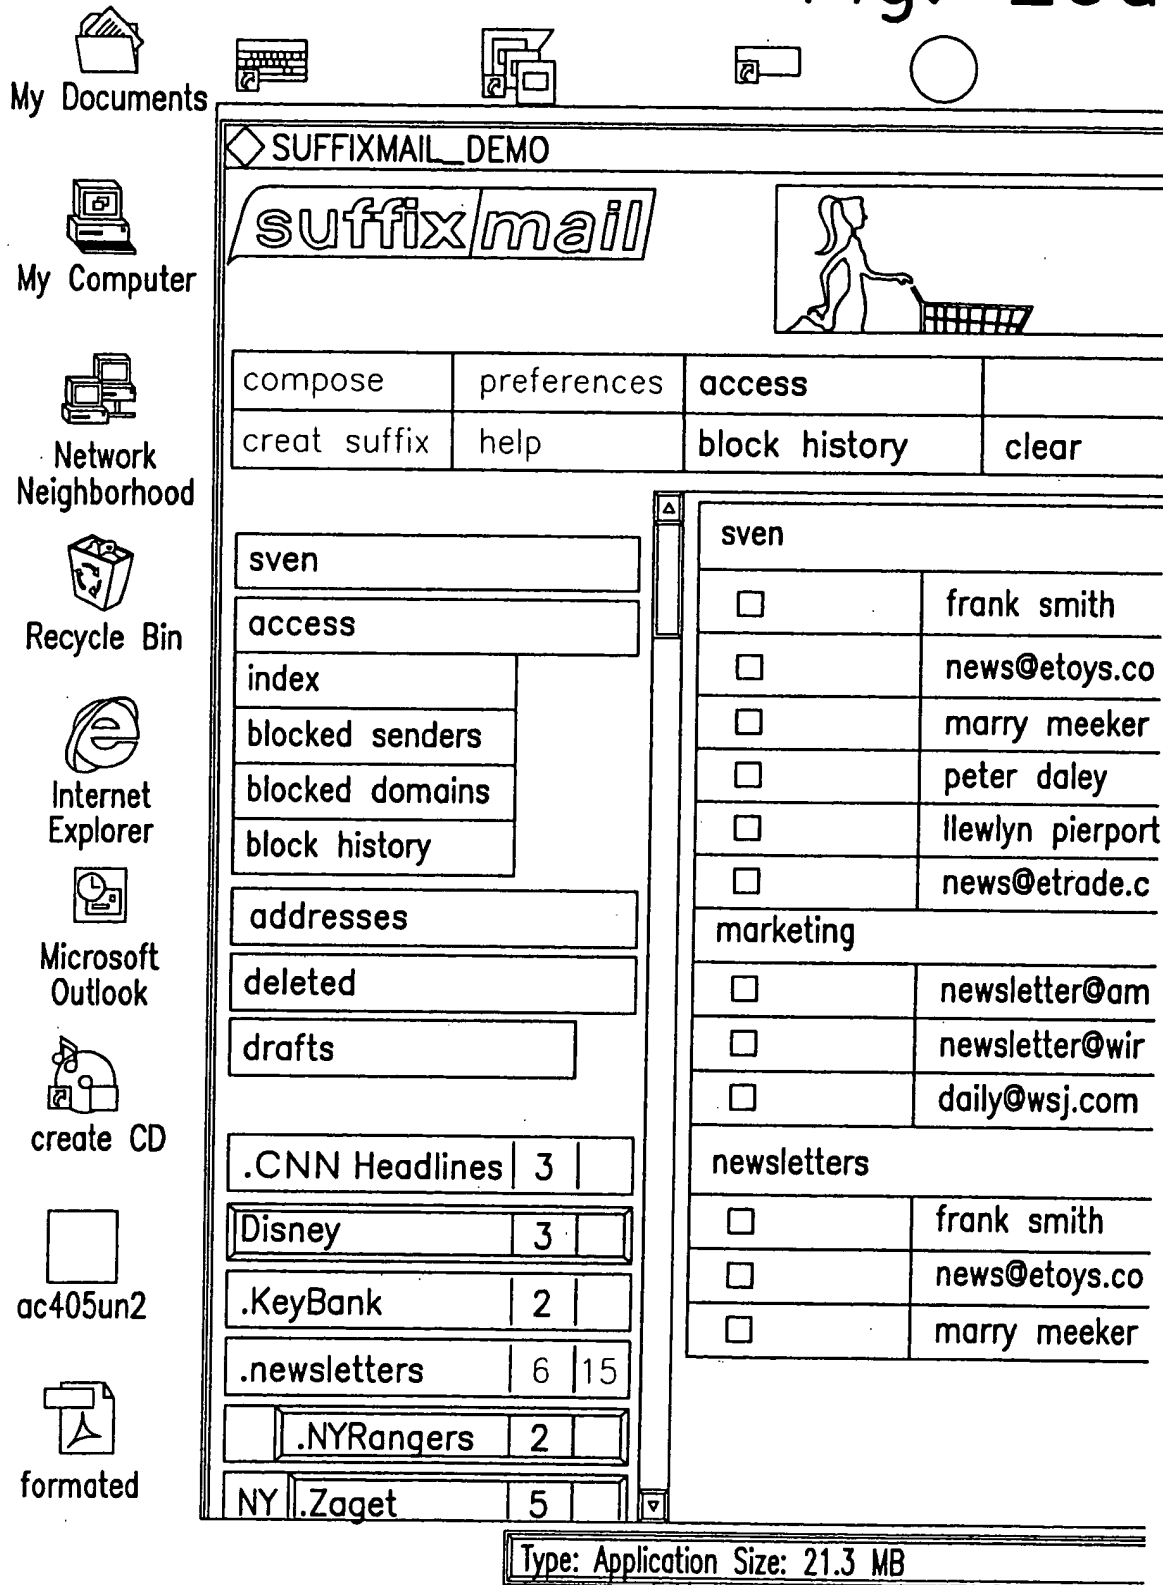 Fig.
My Documents
SUFFIXMAIL_DEMO
suffix/mail
My Computer
compose preferences access
creat suffix help block history clear
Network
Neighborhood
sven
access
index
blocked senders
blocked domains
block history
addresses
deleted
drafts
Recycle Bin
Internet
Explorer
Microsoft
Outlook
create CD
ac405un2
formated
.CNN Headlines 3
Disney 3
.KeyBank 2
.newsletters 6 15
.NYRangers 2
NY .Zaget 5
sven
frank smith
news@etoys.co
marry meeker
peter daley
llewlyn pierport
news@etrade.c
marketing
newsletter@am
newsletter@wir
daily@wsj.com
newsletters
frank smith
news@etoys.co
marry meeker
Type: Application Size: 21.3 MB